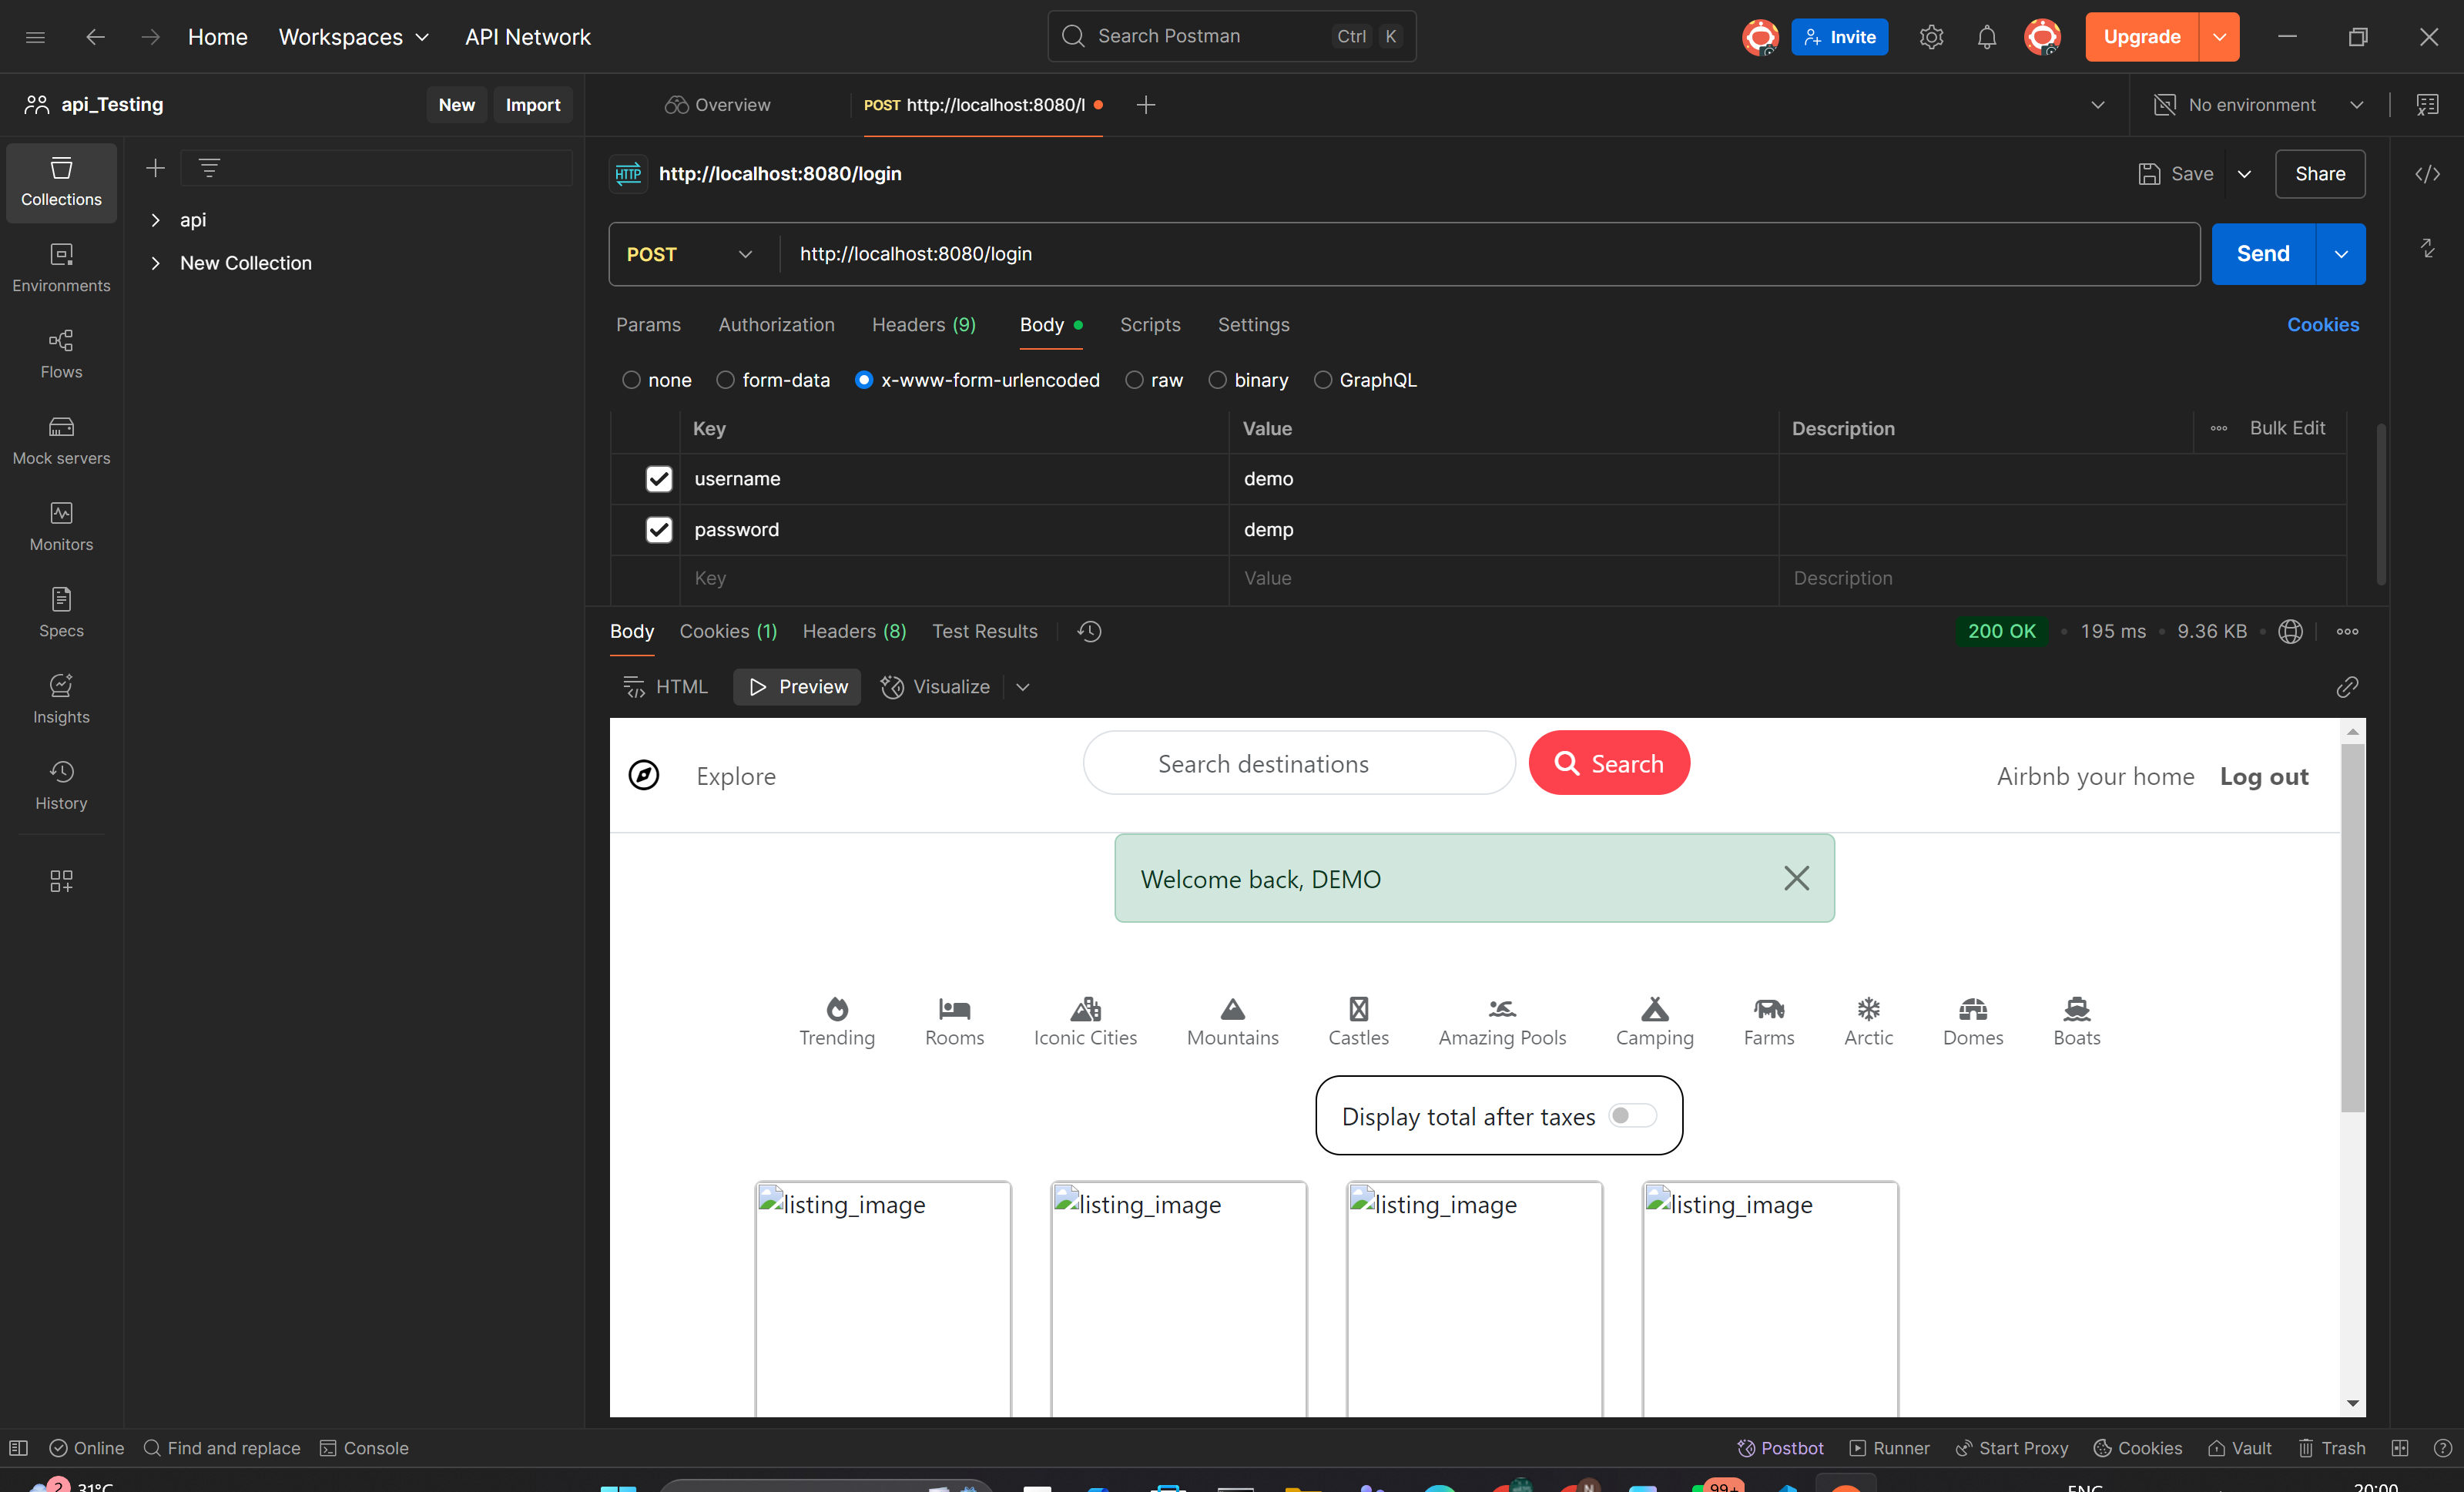 Home Workspaces API Network Search Postman Ctrl K Invite Upgrade
api_Testing New Import Overview POST http://localhost:8080/l No environment
Collections
api
New Collection
Environments
Flows
Mock servers
Monitors
Specs
Insights
History
HTTP http://localhost:8080/login Save Share
POST http://localhost:8080/login Send
Params Authorization Headers (9) Body Scripts Settings Cookies
none form-data x-www-form-urlencoded raw binary GraphQL
Key Value Description Bulk Edit
username demo
password demp
Key Value Description
Body Cookies (1) Headers (8) Test Results 200 OK 195 ms 9.36 KB
HTML Preview Visualize
Explore Search destinations Search Airbnb your home Log out
Welcome back, DEMO
Trending Rooms Iconic Cities Mountains Castles Amazing Pools Camping Farms Arctic Domes Boats
Display total after taxes
listing_image listing_image listing_image listing_image
Online Find and replace Console Postbot Runner Start Proxy Cookies Vault Trash
2 31°C N 99+ ENG 20:00